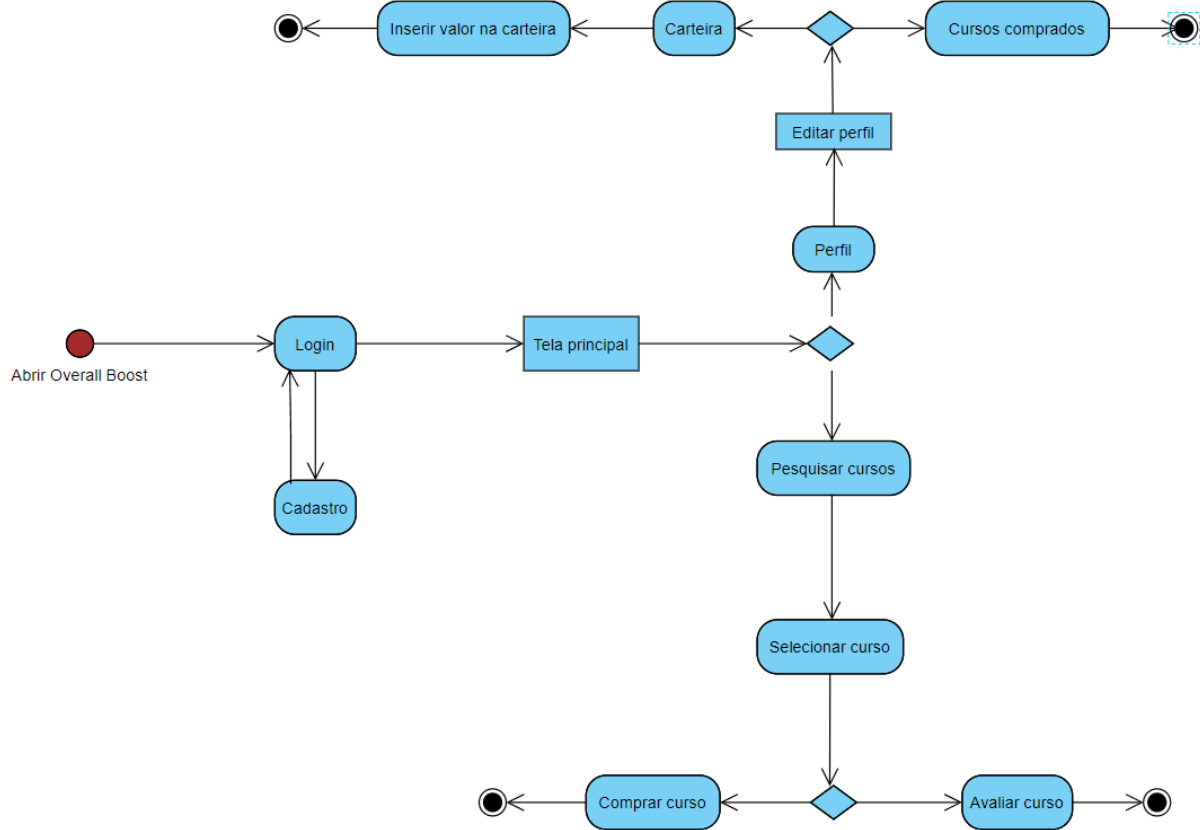 Inserir valor na carteira
Carteira
Cursos comprados
Editar perfil
Perfil
Login
Tela principal
Abrir Overall Boost
Pesquisar cursos
Cadastro
Selecionar curso
Comprar curso
Avaliar curso